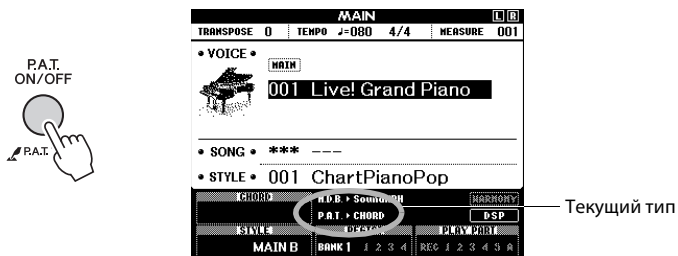 P.A.T.
ON/OFF
P.A.T.
MAIN L R
TRANSPOSE 0 TEMPO ♩=080 4/4 MEASURE 001
• VOICE •
MAIN
001 Live! Grand Piano
• SONG • *** ---
• STYLE • 001 ChartPianoPop
CHORD M.D.B. ▸ HARMONY
P.A.T. ▸ CHORD DSP
STYLE PLAY PART
MAIN B BANK 1 1 2 3 4 REC 1 2 3 4 5 A
Текущий тип